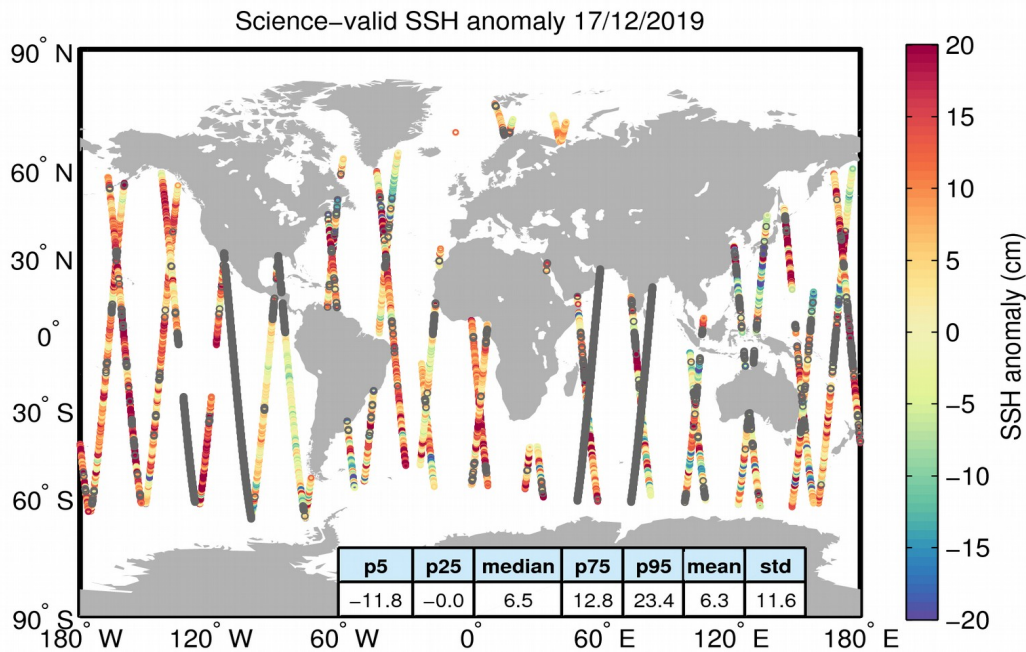 Science−valid SSH anomaly 17/12/2019
90° N
60° N
30° N
0°
30° S
60° S
90° S
180° W
120° W
60° W
0°
60° E
120° E
180° E
p5 p25 median p75 p95 mean std
−11.8 −0.0 6.5 12.8 23.4 6.3 11.6
20
15
10
5
0
−5
−10
−15
−20
SSH anomaly (cm)